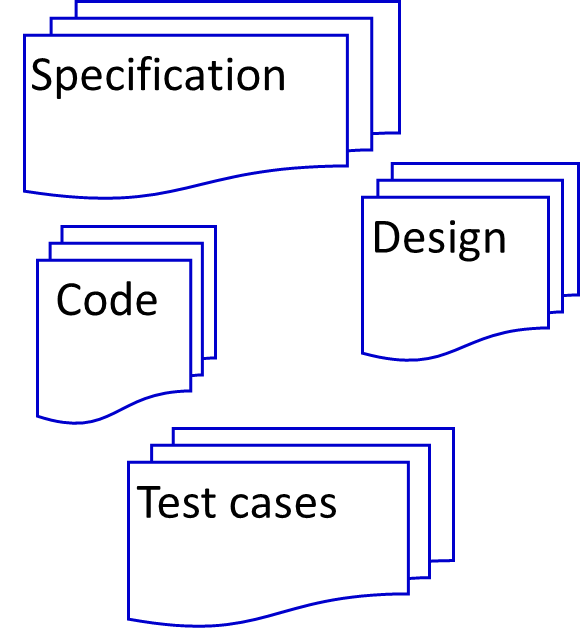 Specification
Design
Code
Test cases